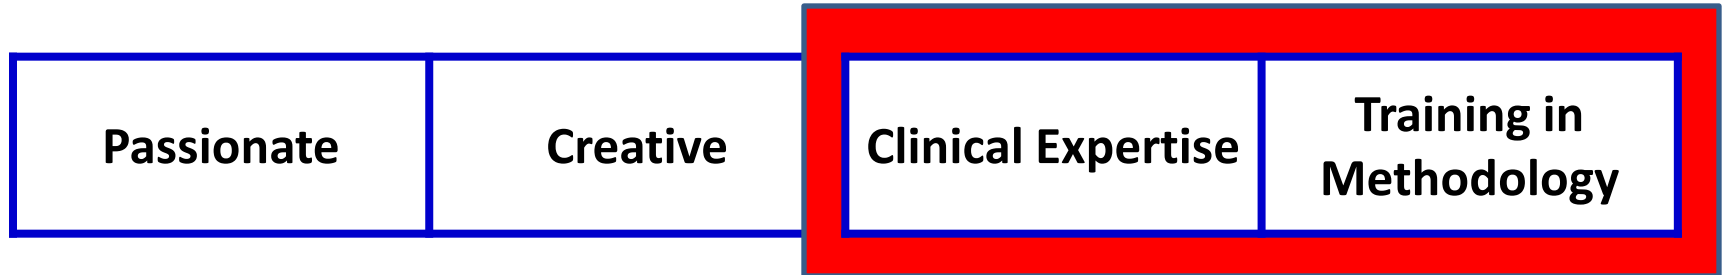 Passionate
Creative
Clinical Expertise
Training in
Methodology